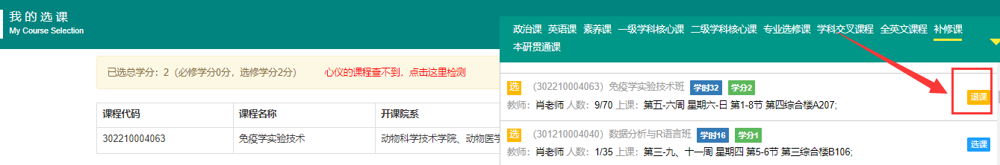 我的选课
My Course Selection
已选总学分：2（必修学分0分，选修学分2分） 心仪的课程查不到，点击这里检测
课程代码 课程名称 开课院系
302210004063 免疫学实验技术 动物科学技术学院、动物医学
政治课 英语课 素养课 一级学科核心课 二级学科核心课 专业选修课 学科交叉课程 全英文课程 补修课
本研贯通课
选 （302210004063）免疫学实验技术班 学时32 学分2
教师：肖老师 人数：9/70 上课：第五-六周 星期六-日 第1-8节 第四综合楼A207;
退课
选 （301210004040）数据分析与R语言班 学时16 学分1
教师：肖老师 人数：1/35 上课：第三-九、十一周 星期四 第5-6节 第三综合楼B106;
选课